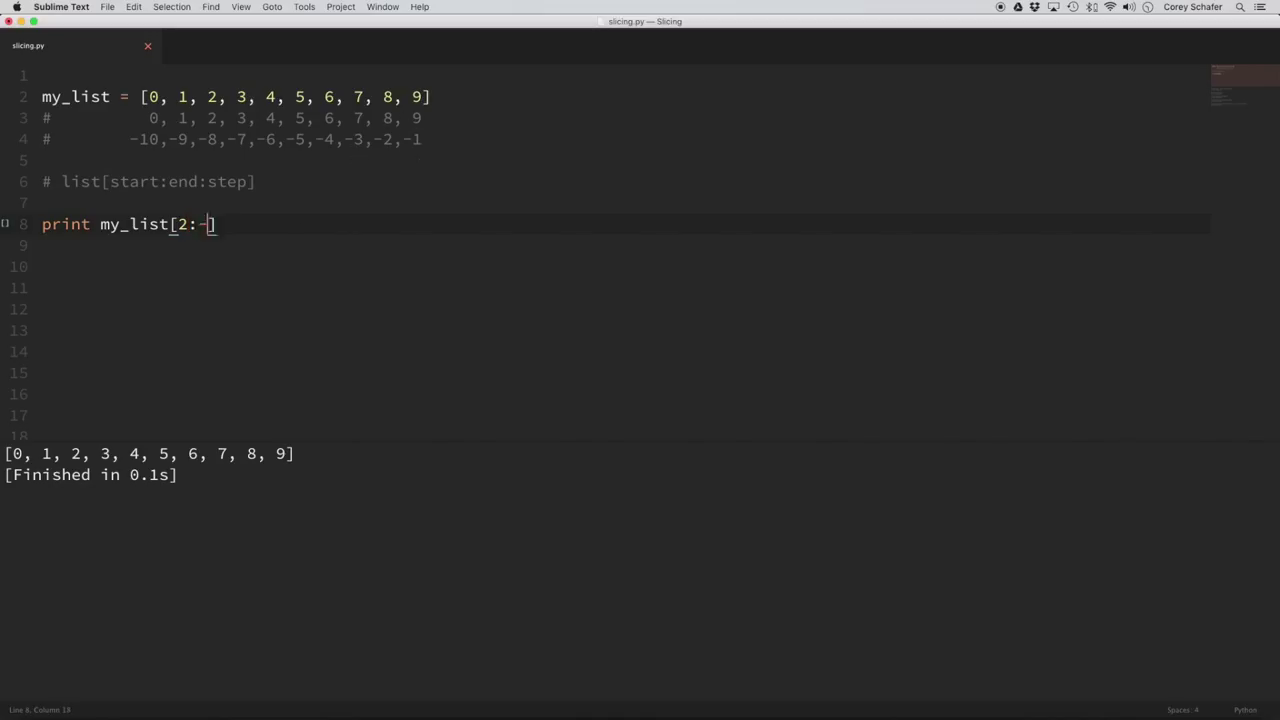 Sublime Text File Edit Selection Find View Goto Tools Project Window Help Corey Schafer
slicing.py — Slicing
slicing.py
1
2 my_list = [0, 1, 2, 3, 4, 5, 6, 7, 8, 9]
3 # 0, 1, 2, 3, 4, 5, 6, 7, 8, 9
4 # -10,-9,-8,-7,-6,-5,-4,-3,-2,-1
5
6 # list[start:end:step]
7
8 print my_list[2:-]
9
10
11
12
13
14
15
16
17
18
[0, 1, 2, 3, 4, 5, 6, 7, 8, 9]
[Finished in 0.1s]
Line 8, Column 19 Spaces: 4 Python